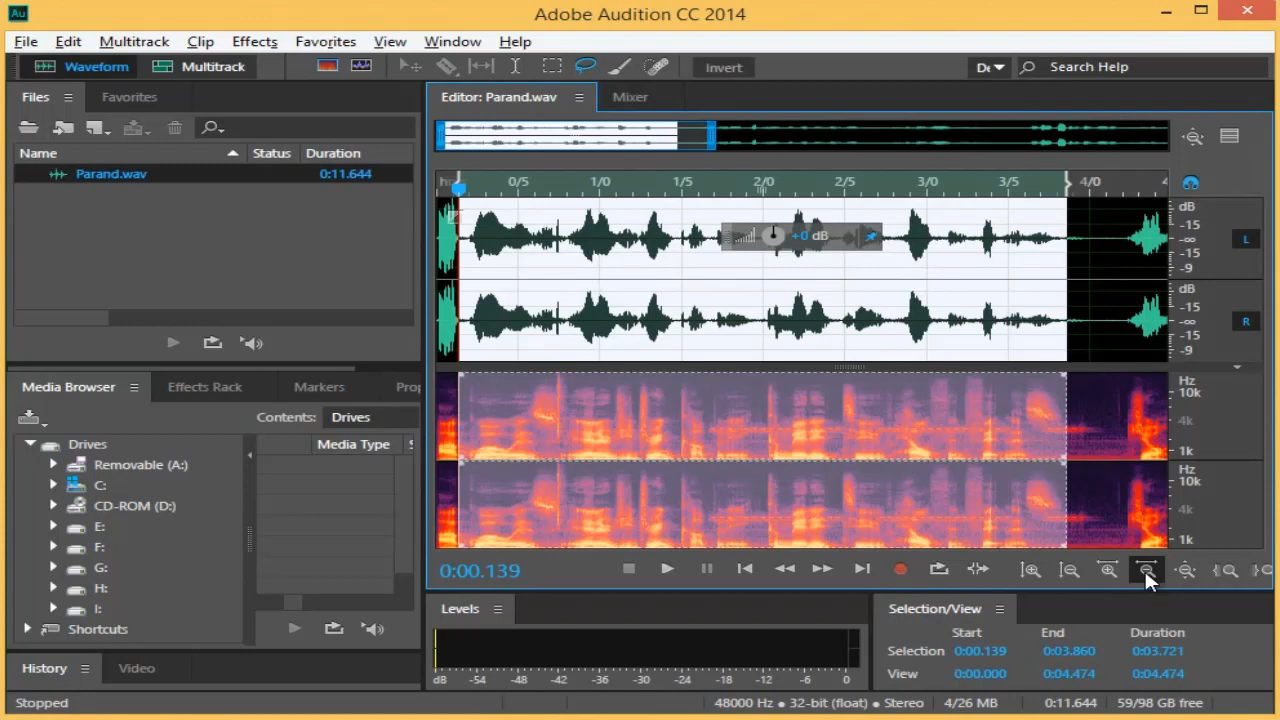 Au
Adobe Audition CC 2014
File Edit Multitrack Clip Effects Favorites View Window Help
Waveform Multitrack Invert De Search Help
Files Favorites
Editor: Parand.wav Mixer
Name Status Duration
Parand.wav 0:11.644
0/5 1/0 1/5 2/0 2/5 3/0 3/5 4/0 4
dB
-15
-∞
-15
-9
L
+0 dB
dB
-15
-∞
-15
-9
R
Media Browser Effects Rack Markers Prop
Contents: Drives
Drives
Media Type S
Removable (A:)
C:
CD-ROM (D:)
E:
F:
G:
H:
I:
Shortcuts
Hz
10k
4k
1k
Hz
10k
4k
1k
0:00.139
Levels
dB -54 -48 -42 -36 -30 -24 -18 -12 -6 0
Selection/View
Start End Duration
Selection 0:00.139 0:03.860 0:03.721
View 0:00.000 0:04.474 0:04.474
History Video
Stopped
48000 Hz ● 32-bit (float) ● Stereo 4/26 MB 0:11.644 59/98 GB free